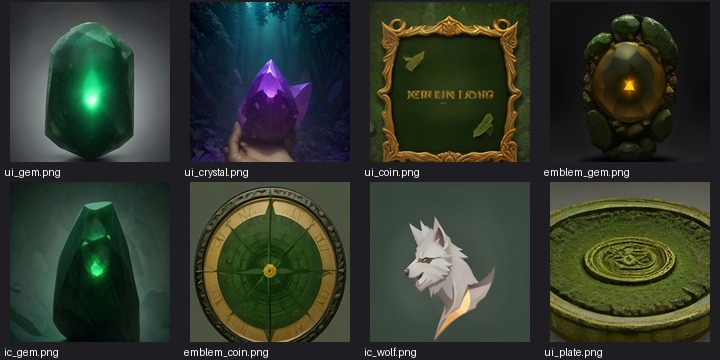 ui_gem.png
ui_crystal.png
ui_coin.png
emblem_gem.png
ic_gem.png
emblem_coin.png
ic_wolf.png
ui_plate.png